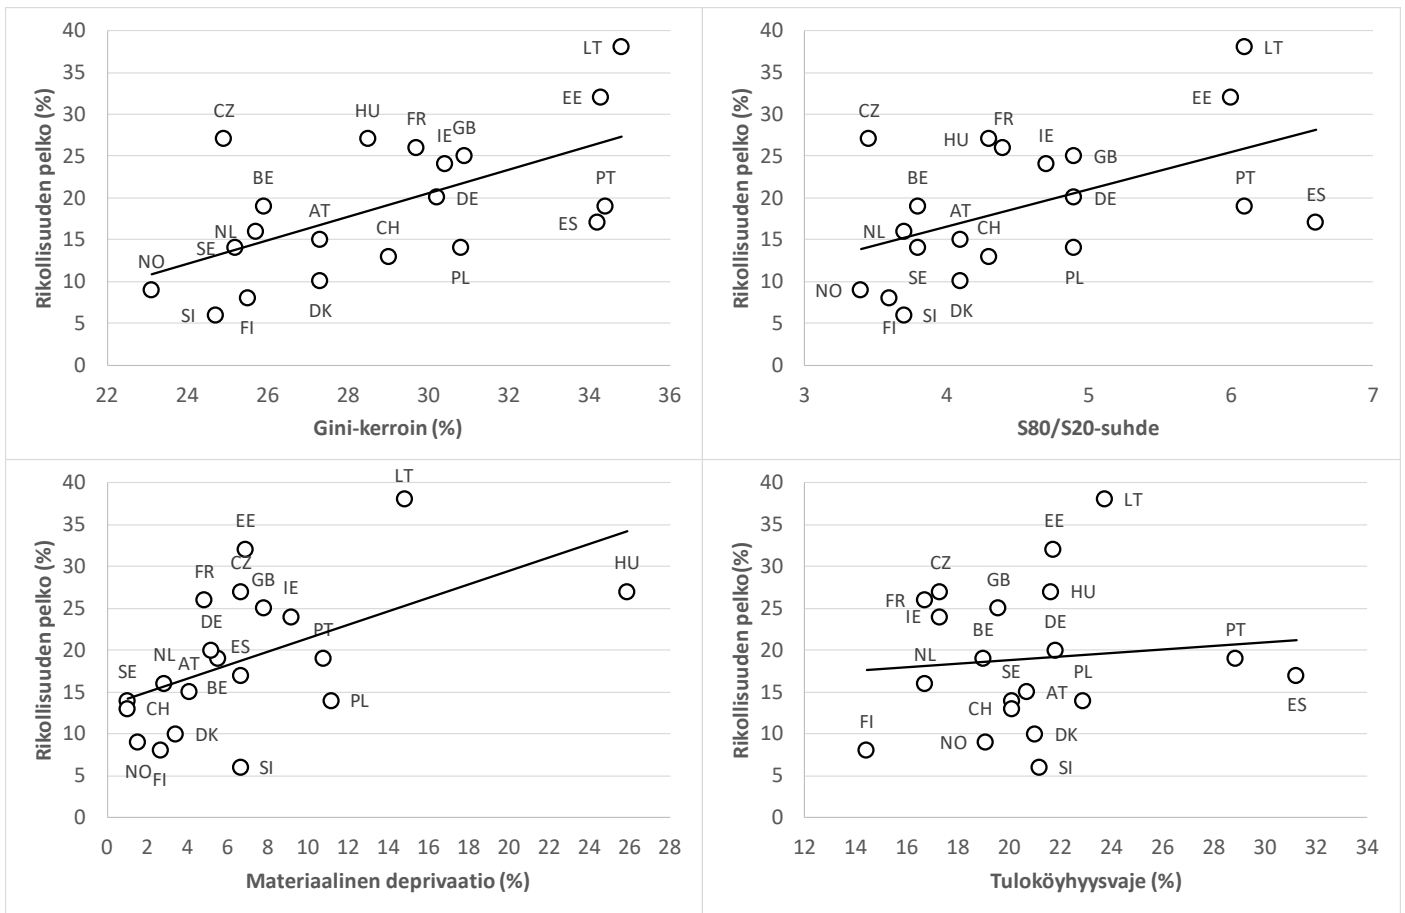 Rikollisuuden pelko (%)
40
35
30
25
20
15
10
5
0
LT
EE
CZ
HU
FR
IE
GB
BE
PT
AT
DE
ES
NL
SE
CH
NO
PL
SI
FI
DK
22 24 26 28 30 32 34 36
Gini-kerroin (%)
Rikollisuuden pelko (%)
40
35
30
25
20
15
10
5
0
LT
EE
CZ
FR
HU
IE
GB
BE
PT
ES
AT
DE
NL
CH
SE
PL
NO
FI
SI
DK
3 4 5 6 7
S80/S20-suhde
Rikollisuuden pelko (%)
40
35
30
25
20
15
10
5
0
LT
EE
CZ
FR
GB
IE
HU
DE
PT
NL
AT
ES
SE
BE
CH
PL
DK
NO
FI
SI
0 2 4 6 8 10 12 14 16 18 20 22 24 26 28
Materiaalinen deprivaatio (%)
Rikollisuuden pelko(%)
40
35
30
25
20
15
10
5
0
LT
EE
CZ
GB
FR
HU
IE
BE
DE
PT
NL
SE
PL
CH
AT
ES
FI
NO
DK
SI
12 14 16 18 20 22 24 26 28 30 32 34
Tuloköyhyysvaje (%)